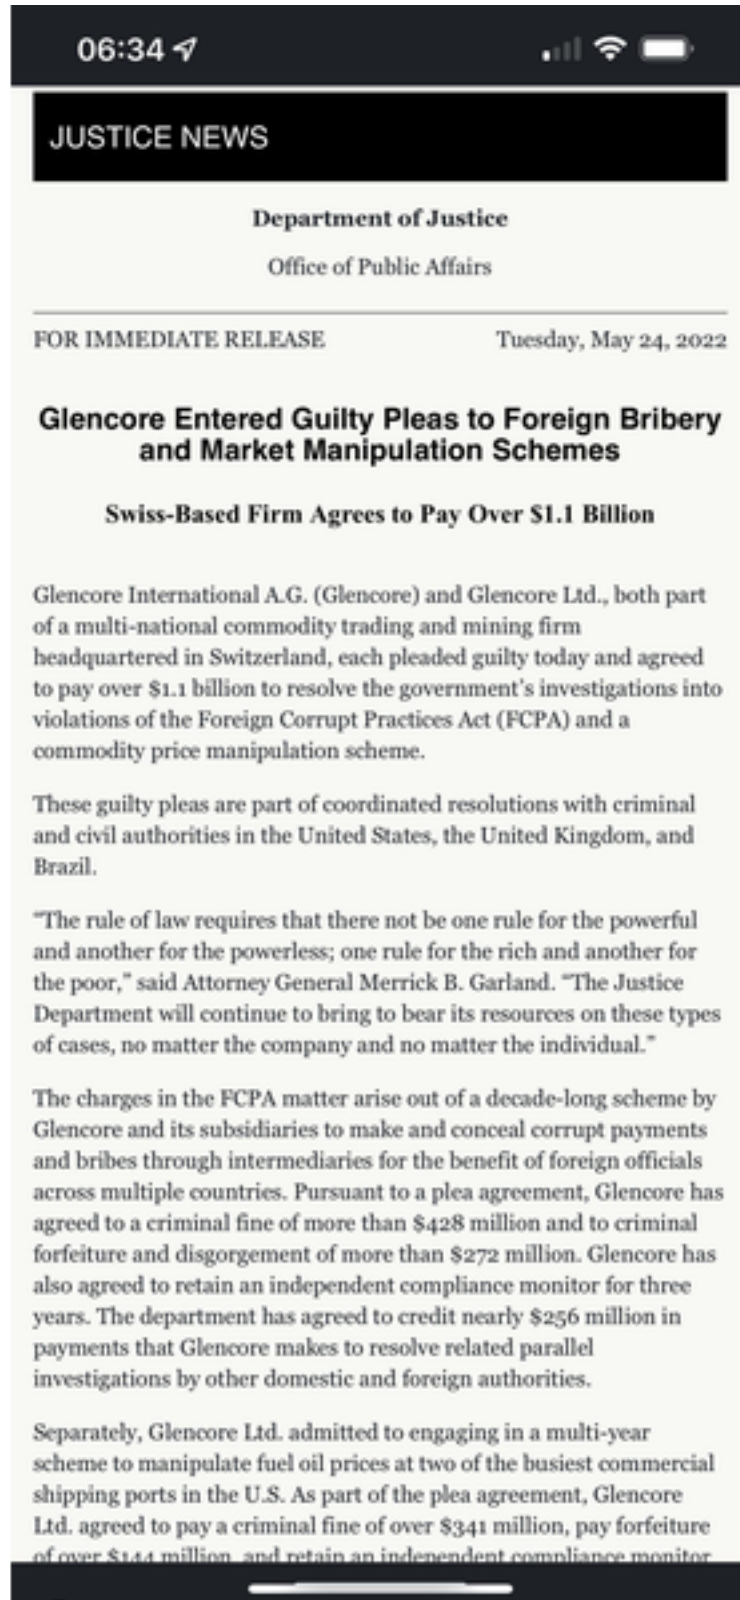 06:34
JUSTICE NEWS
Department of Justice
Office of Public Affairs
FOR IMMEDIATE RELEASE Tuesday, May 24, 2022
Glencore Entered Guilty Pleas to Foreign Bribery
and Market Manipulation Schemes
Swiss-Based Firm Agrees to Pay Over $1.1 Billion
Glencore International A.G. (Glencore) and Glencore Ltd., both part
of a multi-national commodity trading and mining firm
headquartered in Switzerland, each pleaded guilty today and agreed
to pay over $1.1 billion to resolve the government's investigations into
violations of the Foreign Corrupt Practices Act (FCPA) and a
commodity price manipulation scheme.
These guilty pleas are part of coordinated resolutions with criminal
and civil authorities in the United States, the United Kingdom, and
Brazil.
“The rule of law requires that there not be one rule for the powerful
and another for the powerless; one rule for the rich and another for
the poor,” said Attorney General Merrick B. Garland. “The Justice
Department will continue to bring to bear its resources on these types
of cases, no matter the company and no matter the individual.”
The charges in the FCPA matter arise out of a decade-long scheme by
Glencore and its subsidiaries to make and conceal corrupt payments
and bribes through intermediaries for the benefit of foreign officials
across multiple countries. Pursuant to a plea agreement, Glencore has
agreed to a criminal fine of more than $428 million and to criminal
forfeiture and disgorgement of more than $272 million. Glencore has
also agreed to retain an independent compliance monitor for three
years. The department has agreed to credit nearly $256 million in
payments that Glencore makes to resolve related parallel
investigations by other domestic and foreign authorities.
Separately, Glencore Ltd. admitted to engaging in a multi-year
scheme to manipulate fuel oil prices at two of the busiest commercial
shipping ports in the U.S. As part of the plea agreement, Glencore
Ltd. agreed to pay a criminal fine of over $341 million, pay forfeiture
of over $144 million, and retain an independent compliance monitor